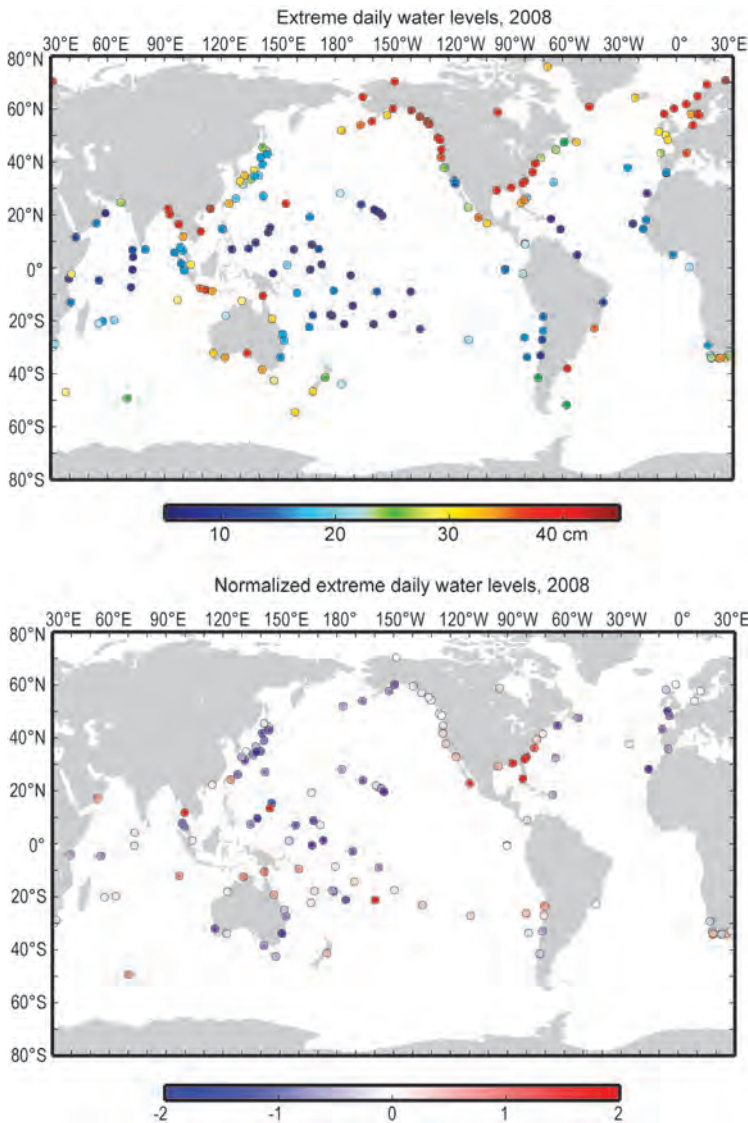 Extreme daily water levels, 2008
30°E 60°E 90°E 120°E 150°E 180° 150°W 120°W 90°W 60°W 30°W 0° 30°E
80°N
60°N
40°N
20°N
0°
20°S
40°S
60°S
80°S
10 20 30 40 cm
Normalized extreme daily water levels, 2008
30°E 60°E 90°E 120°E 150°E 180° 150°W 120°W 90°W 60°W 30°W 0° 30°E
80°N
60°N
40°N
20°N
0°
20°S
40°S
60°S
80°S
-2 -1 0 1 2